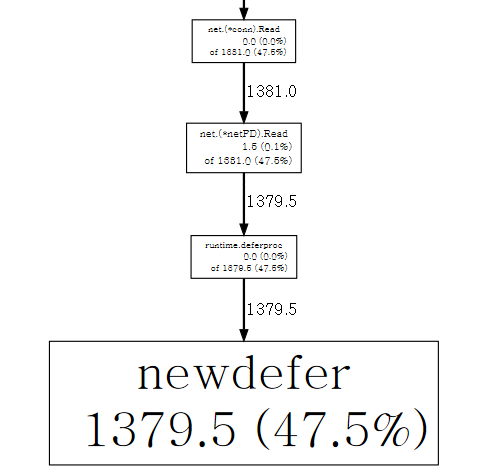 net.(*conn).Read
0.0 (0.0%)
of 1381.0 (47.5%)
1381.0
net.(*netFD).Read
1.5 (0.1%)
of 1381.0 (47.5%)
1379.5
runtime.deferproc
0.0 (0.0%)
of 1379.5 (47.5%)
1379.5
newdefer
1379.5 (47.5%)